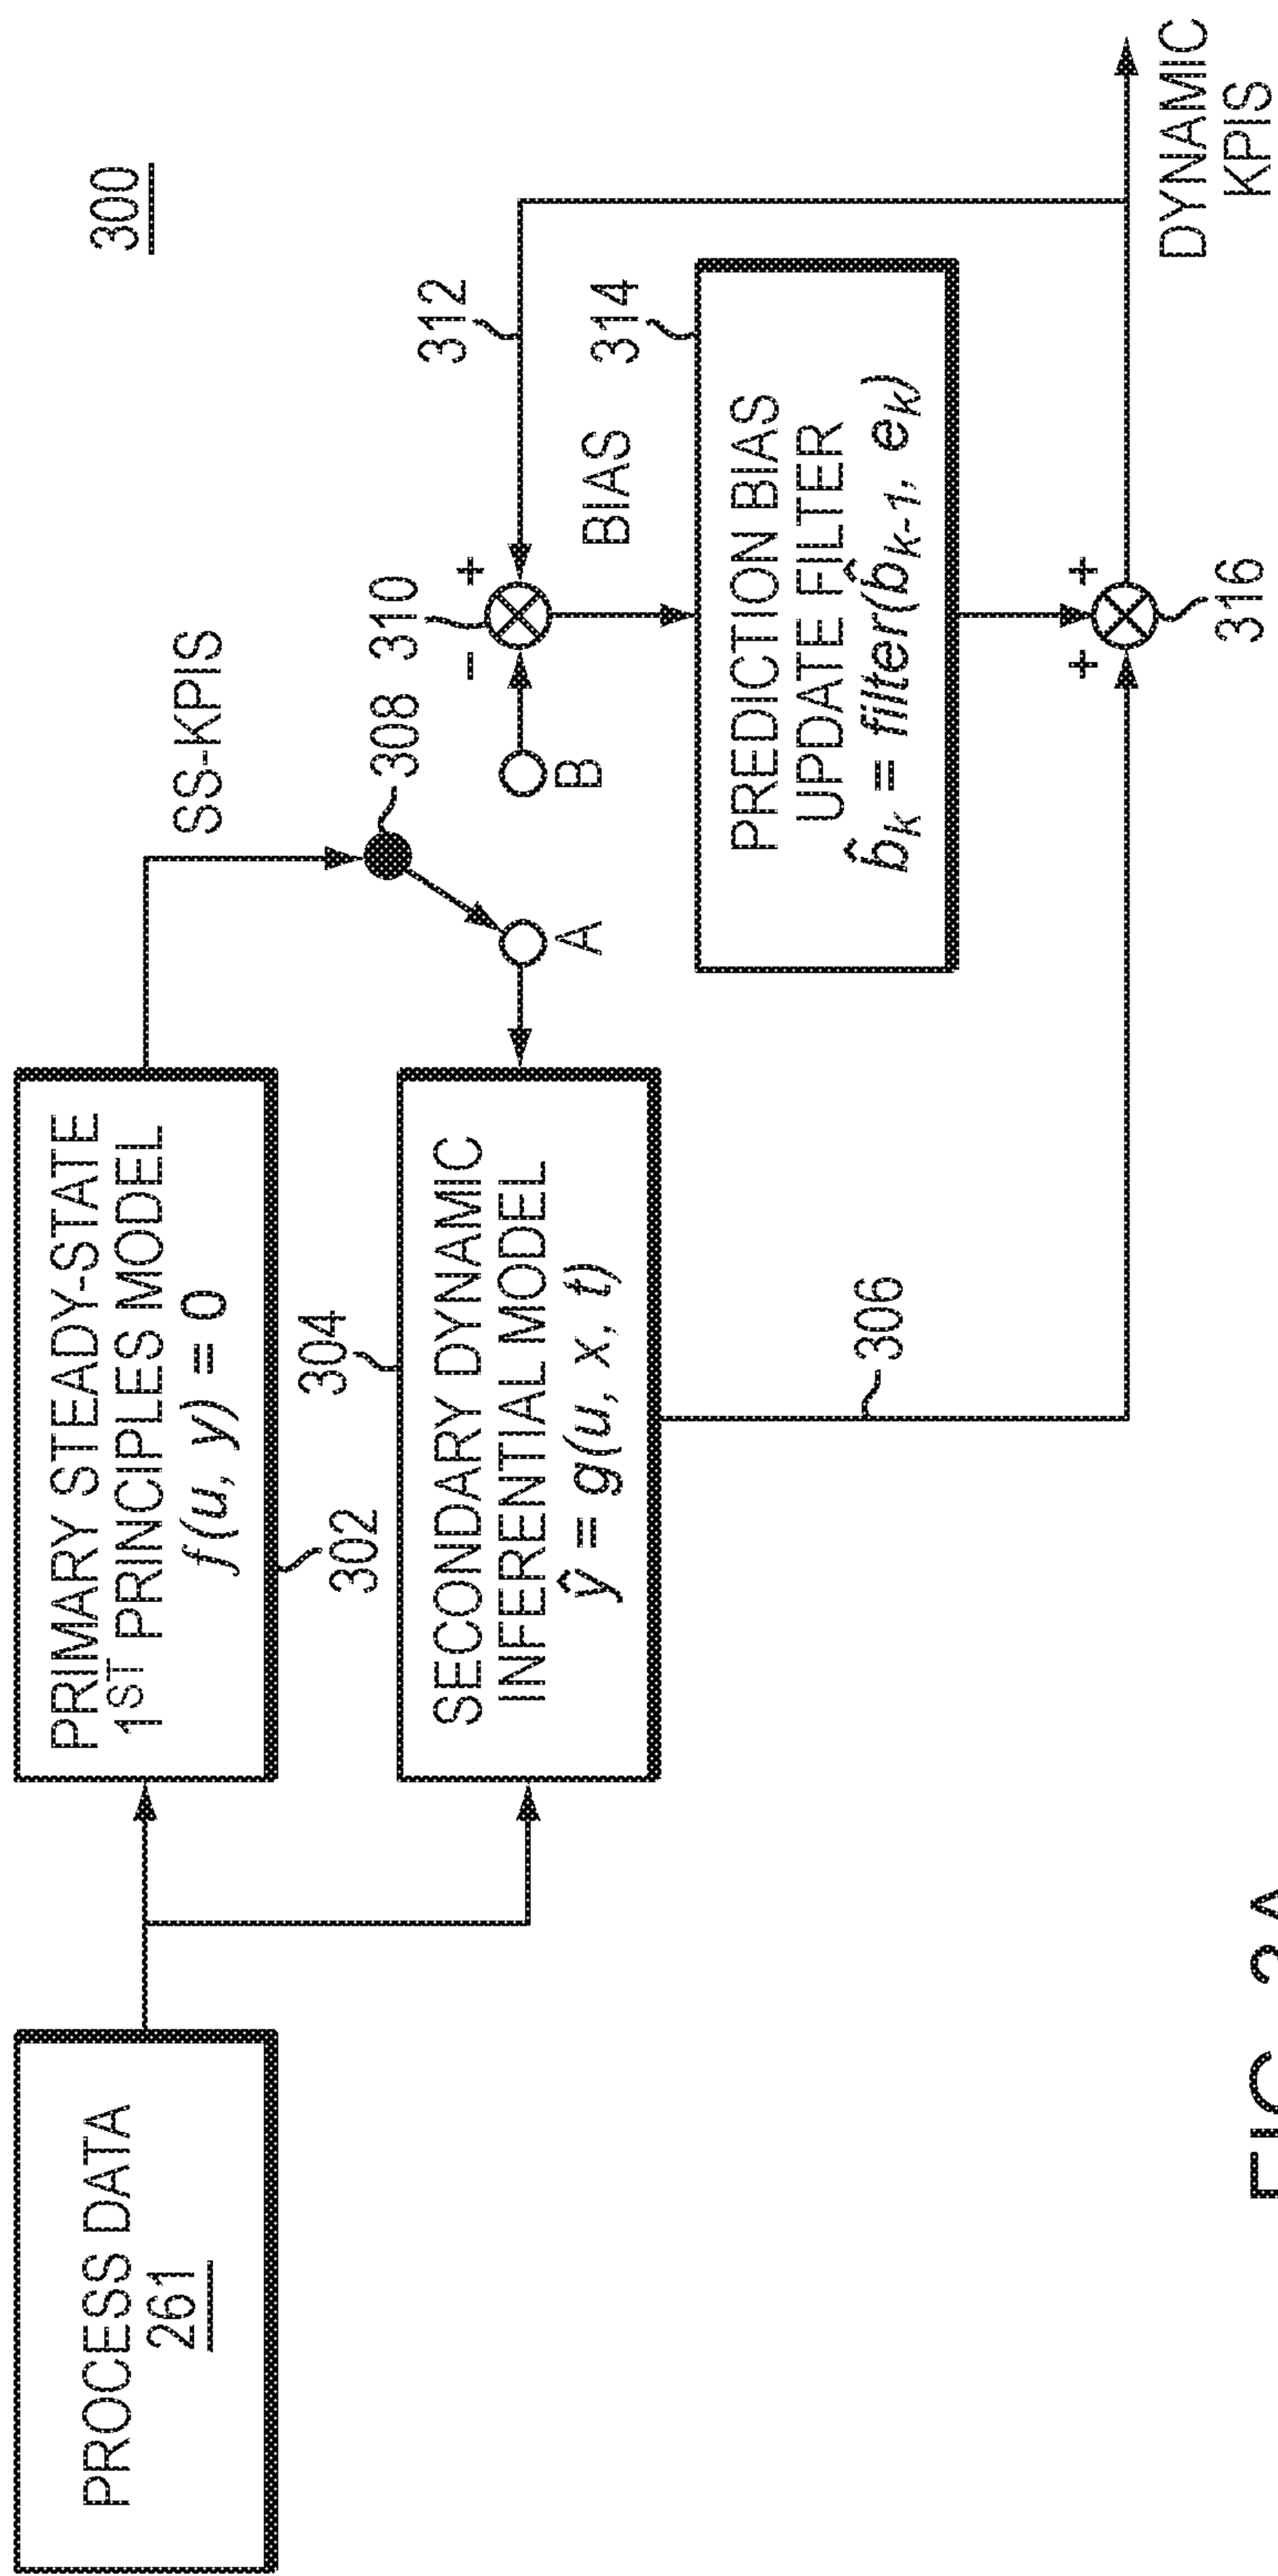 300
PROCESS DATA
261
PRIMARY STEADY-STATE
1ST PRINCIPLES MODEL
f(u, y) = 0
302
SS-KPIS
304
SECONDARY DYNAMIC
INFERENTIAL MODEL
ŷ = g(u, x, t)
306
308
A
B
310
−
+
312
BIAS
314
PREDICTION BIAS
UPDATE FILTER
b̂k = filter(b̂k-1, ek)
+
+
316
DYNAMIC
KPIS